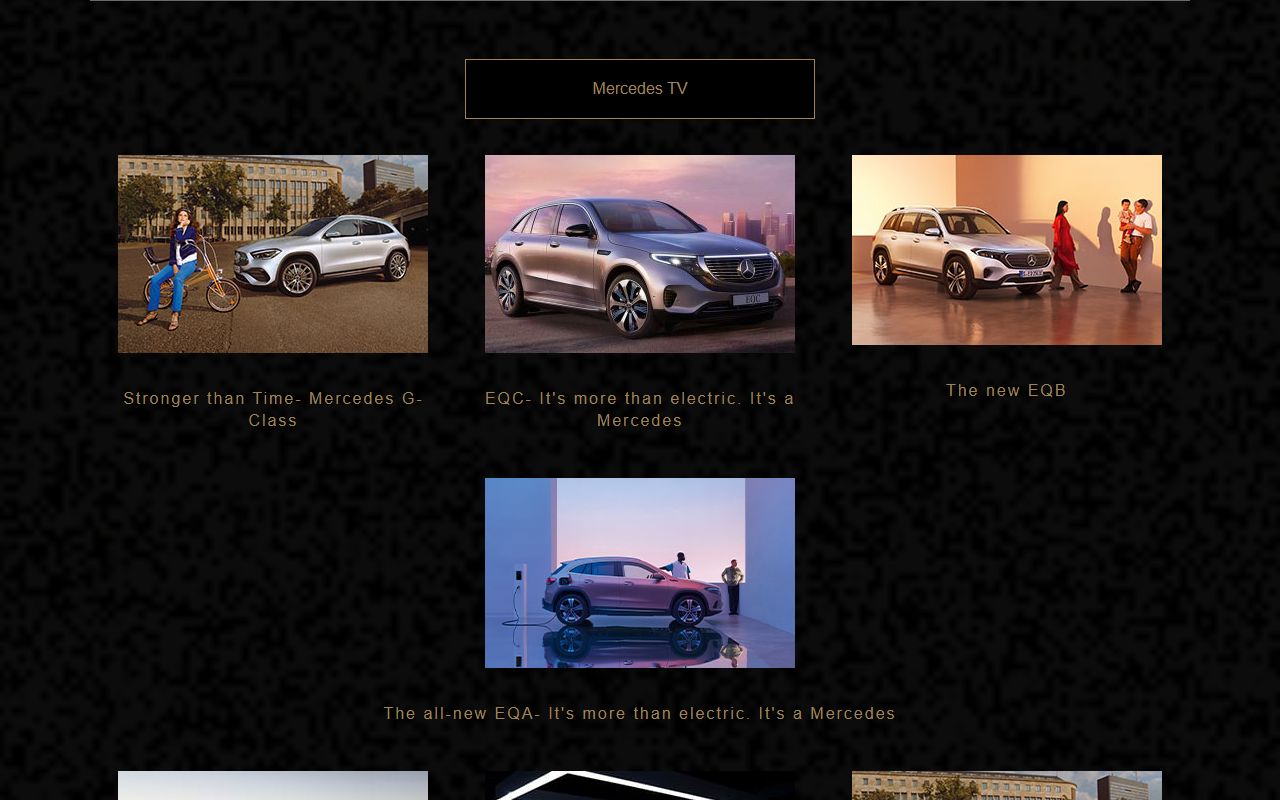 Mercedes TV
Stronger than Time- Mercedes G-
Class
EQC- It's more than electric. It's a
Mercedes
The new EQB
EQC
The all-new EQA- It's more than electric. It's a Mercedes